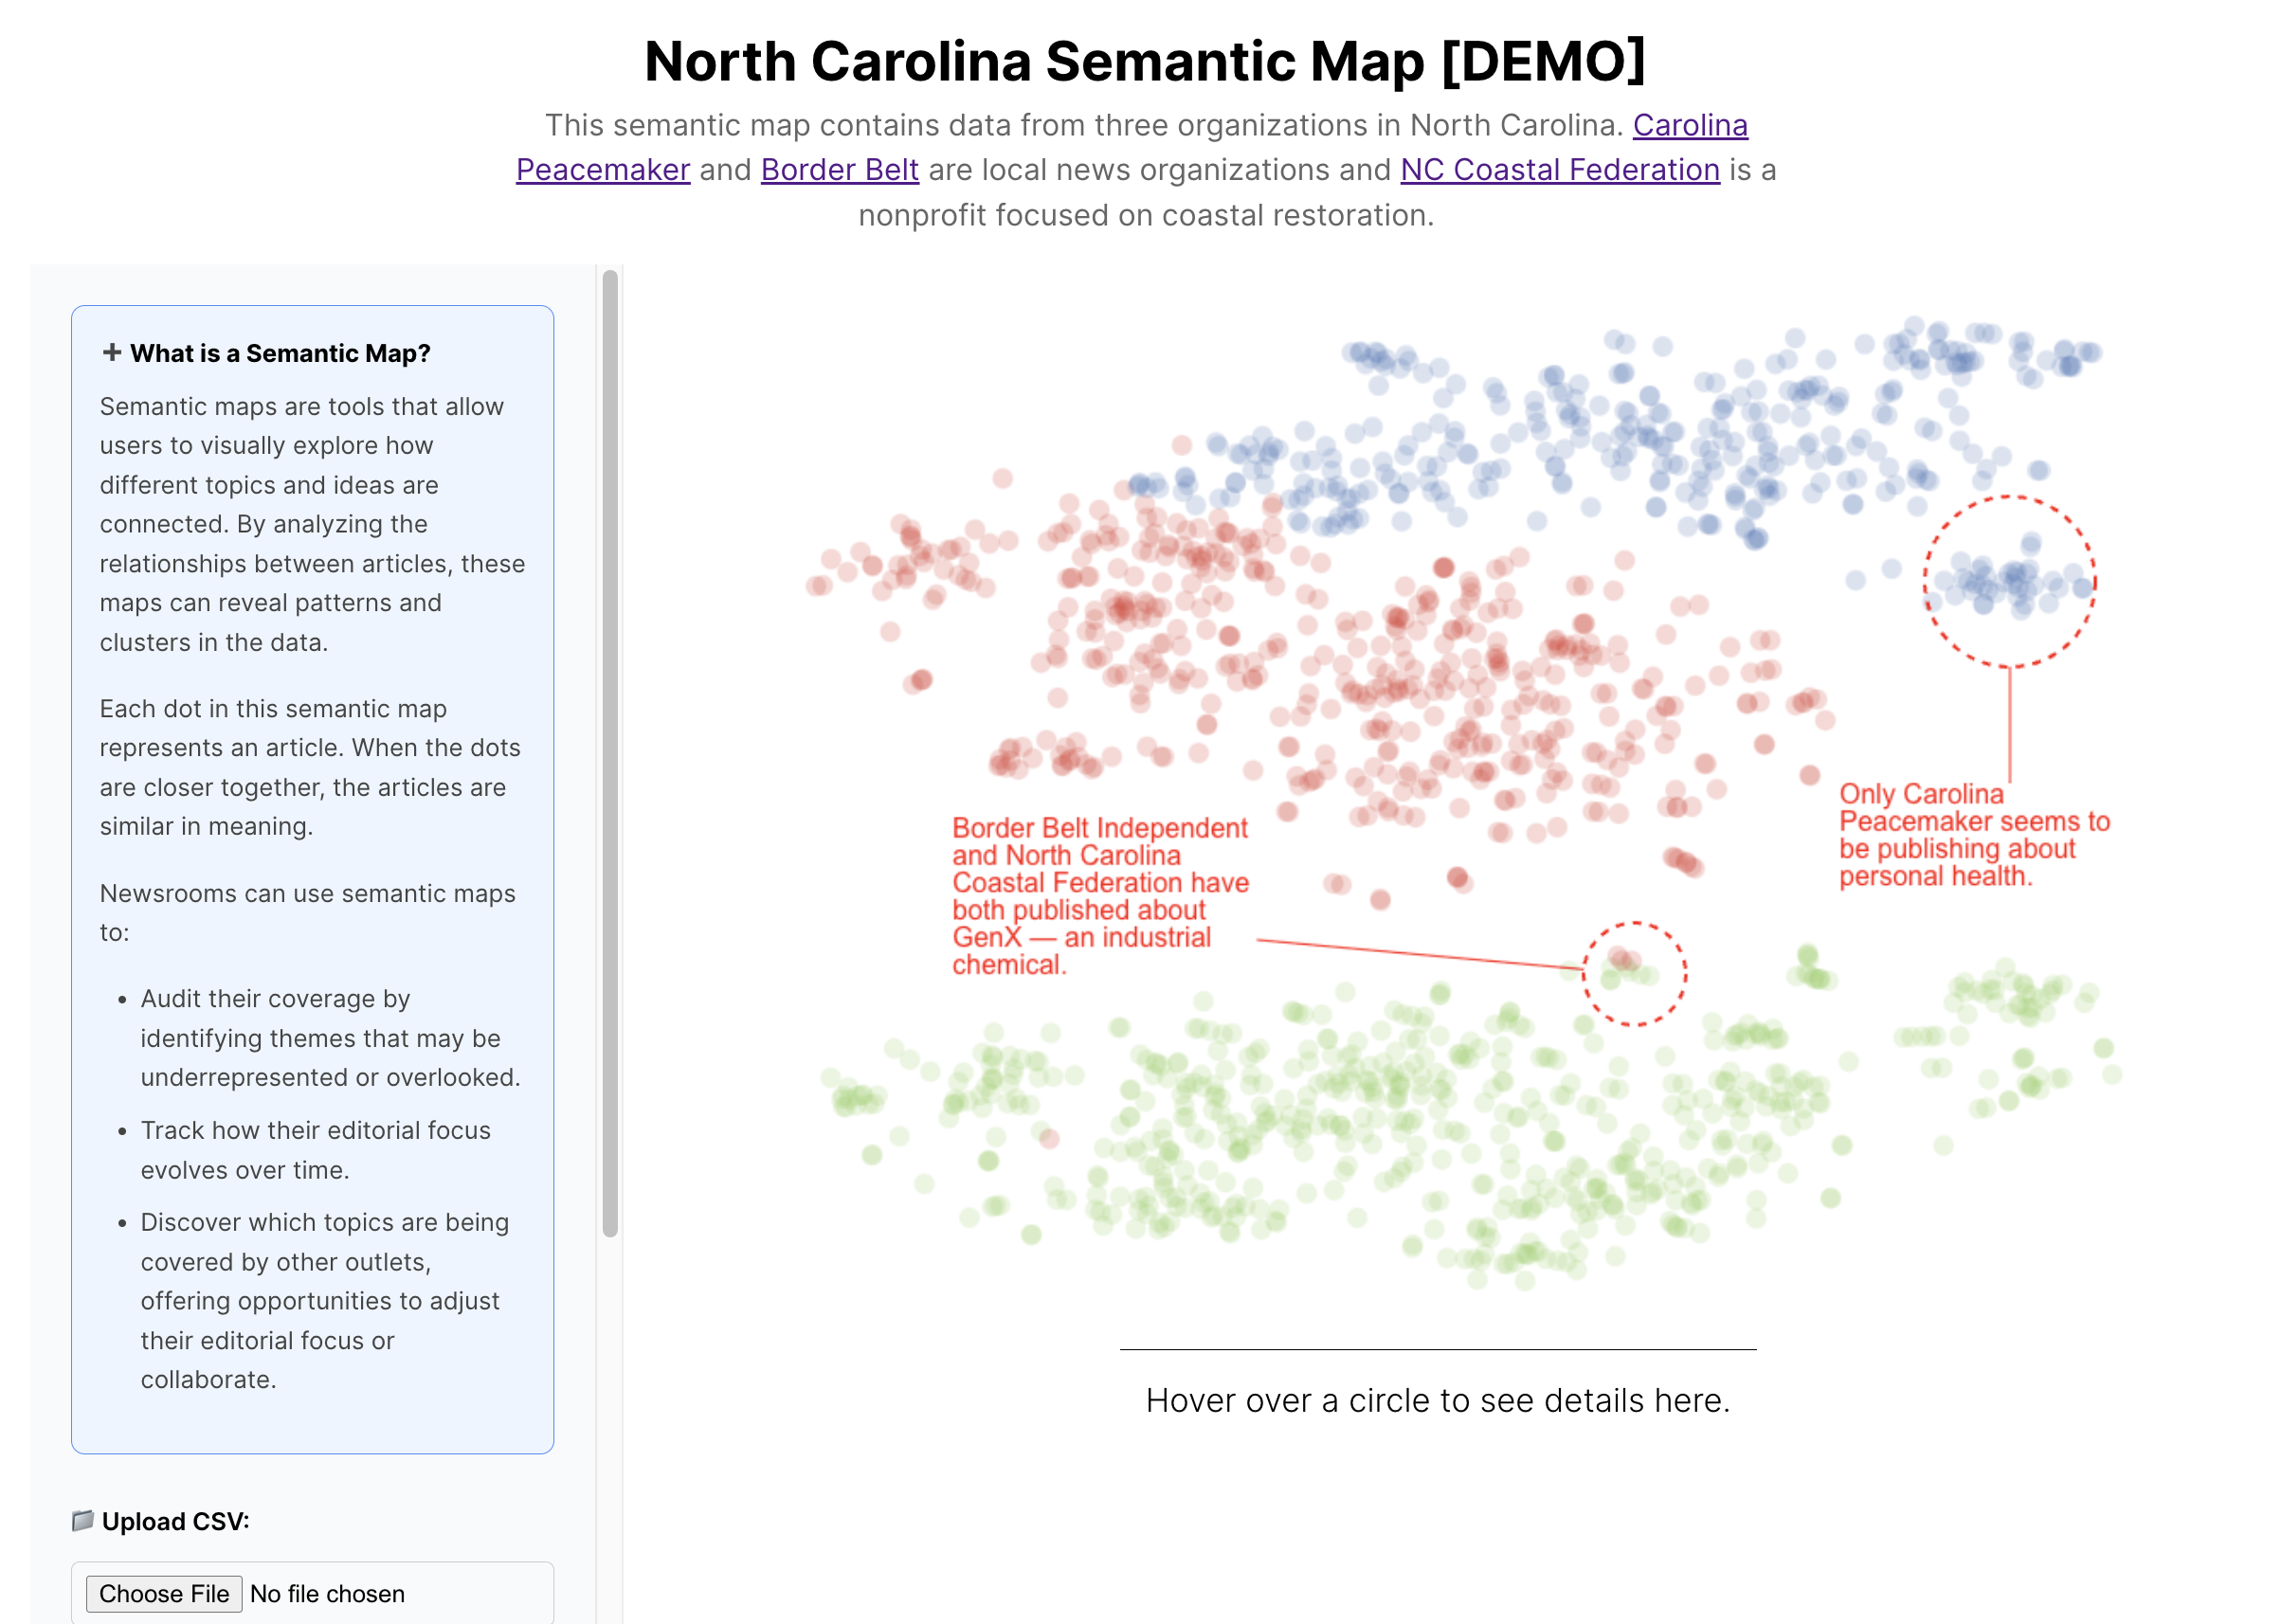 North Carolina Semantic Map [DEMO]
This semantic map contains data from three organizations in North Carolina. Carolina
Peacemaker and Border Belt are local news organizations and NC Coastal Federation is a
nonprofit focused on coastal restoration.
What is a Semantic Map?
Semantic maps are tools that allow
users to visually explore how
different topics and ideas are
connected. By analyzing the
relationships between articles, these
maps can reveal patterns and
clusters in the data.
Each dot in this semantic map
represents an article. When the dots
are closer together, the articles are
similar in meaning.
Newsrooms can use semantic maps
to:
• Audit their coverage by
identifying themes that may be
underrepresented or overlooked.
• Track how their editorial focus
evolves over time.
• Discover which topics are being
covered by other outlets,
offering opportunities to adjust
their editorial focus or
collaborate.
Upload CSV:
Choose File No file chosen
Only Carolina
Peacemaker seems to
be publishing about
personal health.
Border Belt Independent
and North Carolina
Coastal Federation have
both published about
GenX — an industrial
chemical.
Hover over a circle to see details here.